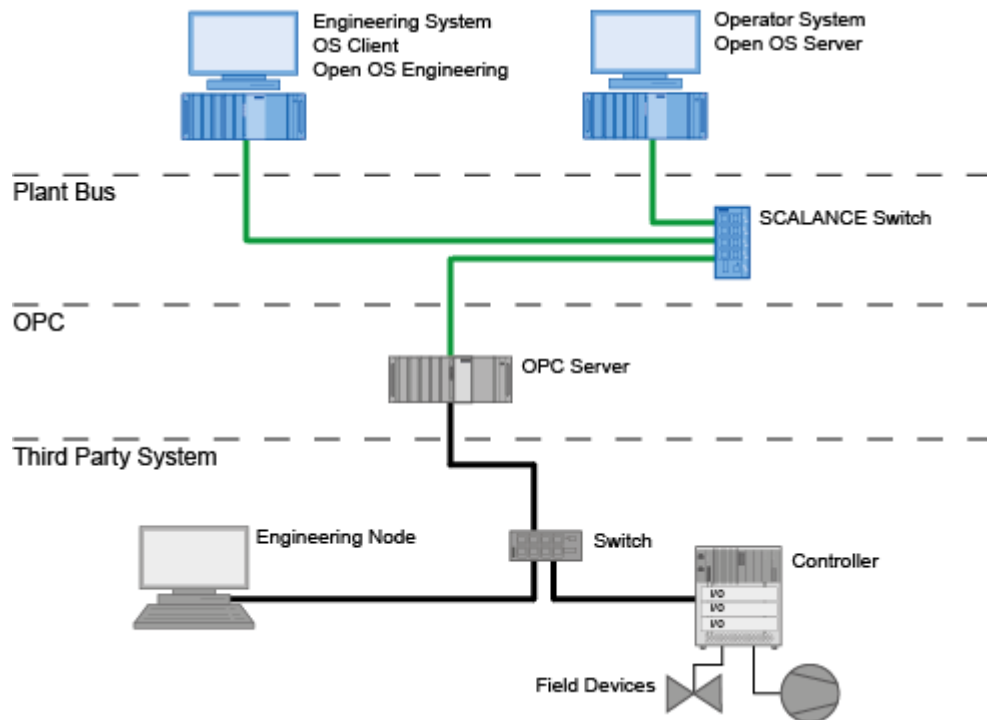 Engineering System
OS Client
Open OS Engineering
Operator System
Open OS Server
Plant Bus
SCALANCE Switch
OPC
OPC Server
Third Party System
Engineering Node
Switch
Controller
I/O
I/O
I/O
Field Devices